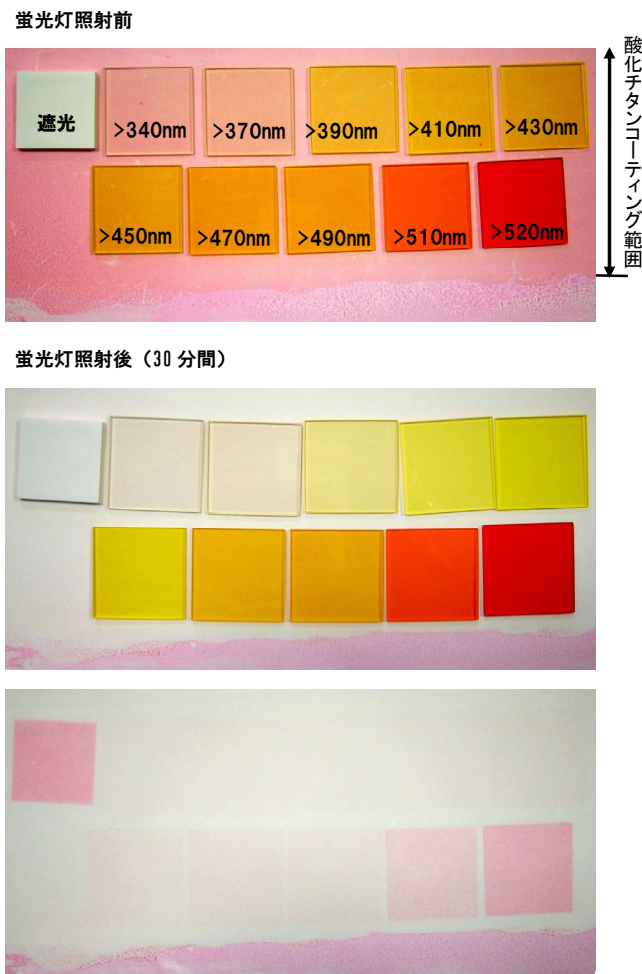 蛍光灯照射前
酸化チタンコーティング範囲
遮光
>340nm
>370nm
>390nm
>410nm
>430nm
>450nm
>470nm
>490nm
>510nm
>520nm
蛍光灯照射後（30分間）